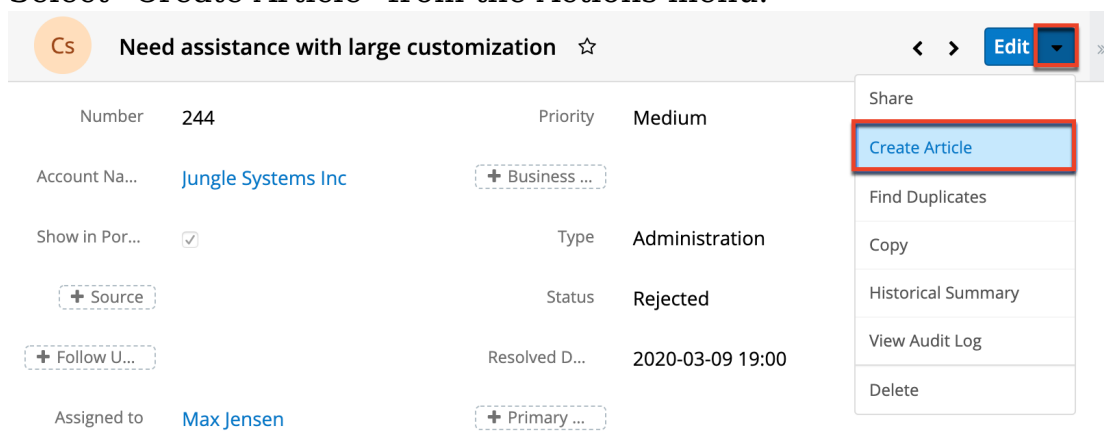 Select "Create Article" from the Actions menu.
Cs Need assistance with large customization
Edit
Share
Create Article
Find Duplicates
Copy
Historical Summary
View Audit Log
Delete
Number 244 Priority Medium
Account Na... Jungle Systems Inc + Business ...
Show in Por... Type Administration
+ Source Status Rejected
+ Follow U... Resolved D... 2020-03-09 19:00
Assigned to Max Jensen + Primary ...